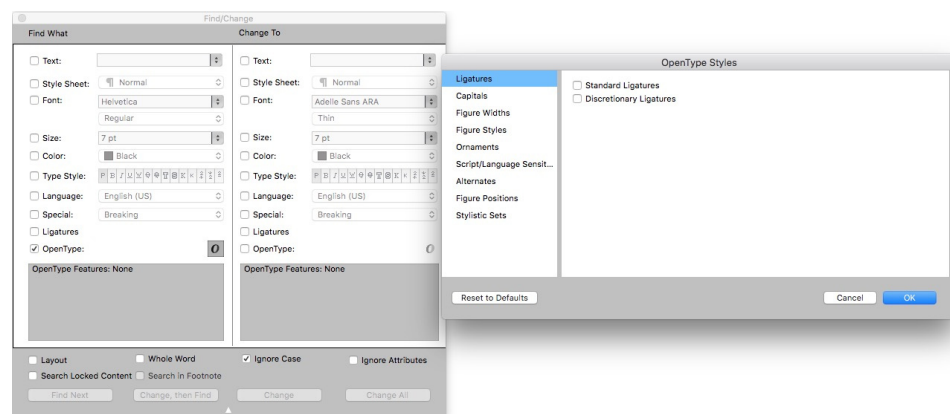 Find/Change
Find What
Change To
Text:
Style Sheet: ¶ Normal
Font: Helvetica
Regular
Size: 7 pt
Color: Black
Type Style: P B I U W
Language: English (US)
Special: Breaking
Ligatures
OpenType: O
OpenType Features: None
Text:
Style Sheet: ¶ Normal
Font: Adelle Sans ARA
Thin
Size: 7 pt
Color: Black
Type Style: P B I U W
Language: English (US)
Special: Breaking
Ligatures
OpenType: O
OpenType Features: None
Layout Whole Word Ignore Case Ignore Attributes
Search Locked Content Search in Footnote
Find Next Change, then Find Change Change All
OpenType Styles
Ligatures
Capitals
Figure Widths
Figure Styles
Ornaments
Script/Language Sensit...
Alternates
Figure Positions
Stylistic Sets
Standard Ligatures
Discretionary Ligatures
Reset to Defaults Cancel OK